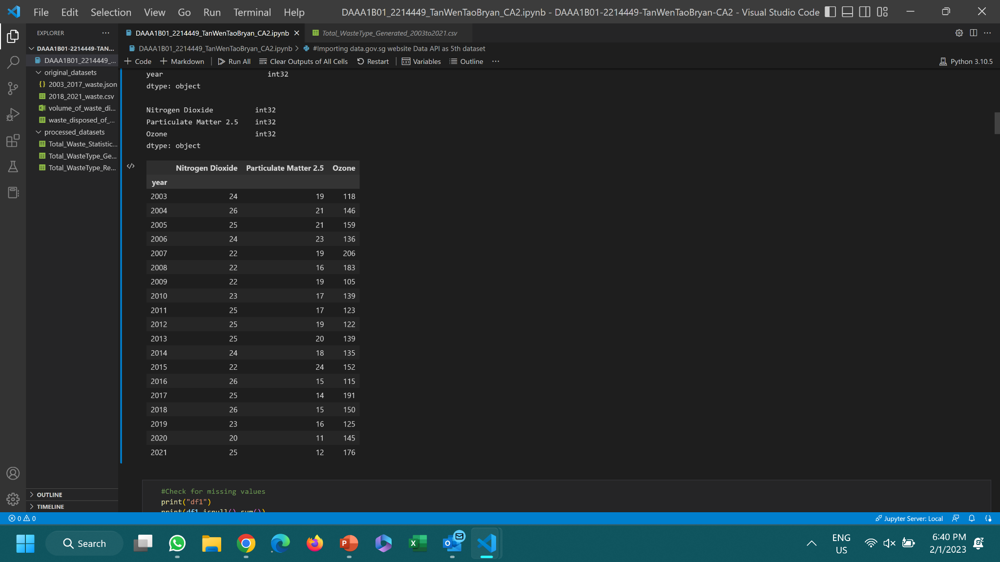 File Edit Selection View Go Run Terminal Help DAAA1B01_2214449_TanWenTaoBryan_CA2.ipynb - DAAA1B01-2214449-TanWenTaoBryan-CA2 - Visual Studio Code
EXPLORER
DAAA1B01-2214449-TAN...
DAAA1B01_2214449_...
original_datasets
2003_2017_waste.json
2018_2021_waste.csv
volume_of_waste_di...
waste_disposed_of_...
processed_datasets
Total_Waste_Statistic...
Total_WasteType_Ge...
Total_WasteType_Re...
OUTLINE
TIMELINE
DAAA1B01_2214449_TanWenTaoBryan_CA2.ipynb Total_WasteType_Generated_2003to2021.csv
DAAA1B01_2214449_TanWenTaoBryan_CA2.ipynb > #Importing data.gov.sg website Data API as 5th dataset
+ Code + Markdown Run All Clear Outputs of All Cells Restart Variables Outline ... Python 3.10.5
year int32
dtype: object
Nitrogen Dioxide int32
Particulate Matter 2.5 int32
Ozone int32
dtype: object
Nitrogen Dioxide Particulate Matter 2.5 Ozone
year
2003 24 19 118
2004 26 21 146
2005 25 21 159
2006 24 23 136
2007 22 19 206
2008 22 16 183
2009 22 19 105
2010 23 17 139
2011 25 17 123
2012 25 19 122
2013 25 20 139
2014 24 18 135
2015 22 24 152
2016 26 15 115
2017 25 14 191
2018 26 15 150
2019 23 16 125
2020 20 11 145
2021 25 12 176
#Check for missing values
print("df1")
print(df1.isnull().sum())
0 0 Jupyter Server: Local
Search
ENG
US
6:40 PM
2/1/2023